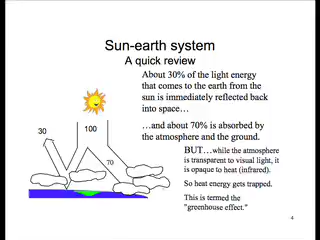 Sun-earth system
A quick review
About 30% of the light energy
that comes to the earth from the
sun is immediately reflected back
into space…
30
100
…and about 70% is absorbed by
the atmosphere and the ground.
70
BUT…while the atmosphere
is transparent to visual light, it
is opaque to heat (infrared).
So heat energy gets trapped.
This is termed the
"greenhouse effect."
4